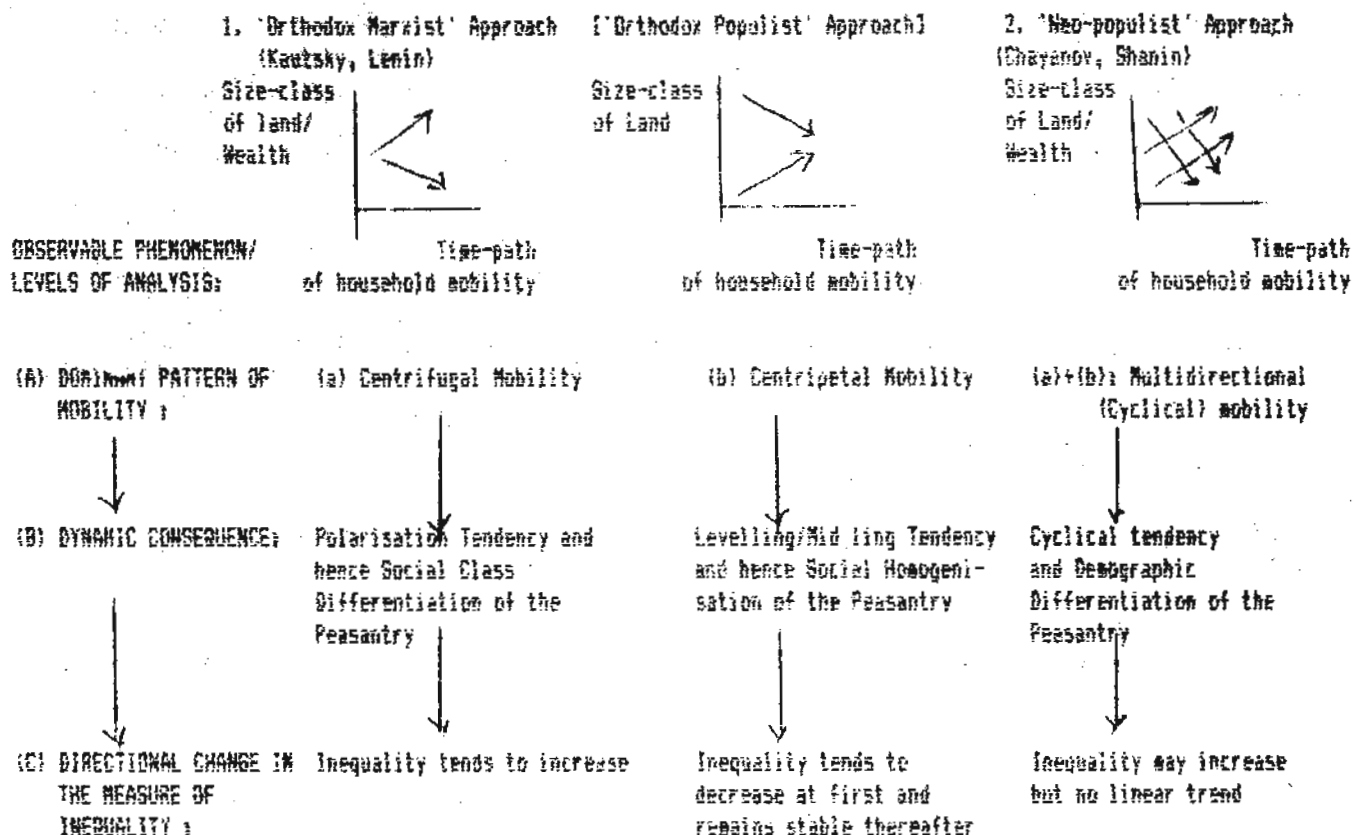 1. 'Orthodox Marxist' Approach ['Orthodox Populist' Approach] 2. 'Neo-populist' Approach
(Kautsky, Lenin) (Chayanov, Shanin)
Size-class Size-class Size-class
of land/ of Land of Land/
Wealth Wealth
OBSERVABLE PHENOMENON/ Time-path Time-path Time-path
LEVELS OF ANALYSIS: of household mobility of household mobility of household mobility
(A) DOMINANT PATTERN OF (a) Centrifugal Mobility (b) Centripetal Mobility (a)+(b): Multidirectional
MOBILITY : (Cyclical) mobility
(B) DYNAMIC CONSEQUENCE: Polarisation Tendency and Levelling/Mid ling Tendency Cyclical tendency
hence Social Class and hence Social Homogeni- and Demographic
Differentiation of the sation of the Peasantry Differentiation of the
Peasantry Peasantry
(C) DIRECTIONAL CHANGE IN Inequality tends to increase Inequality tends to Inequality may increase
THE MEASURE OF decrease at first and but no linear trend
INEQUALITY : remains stable thereafter